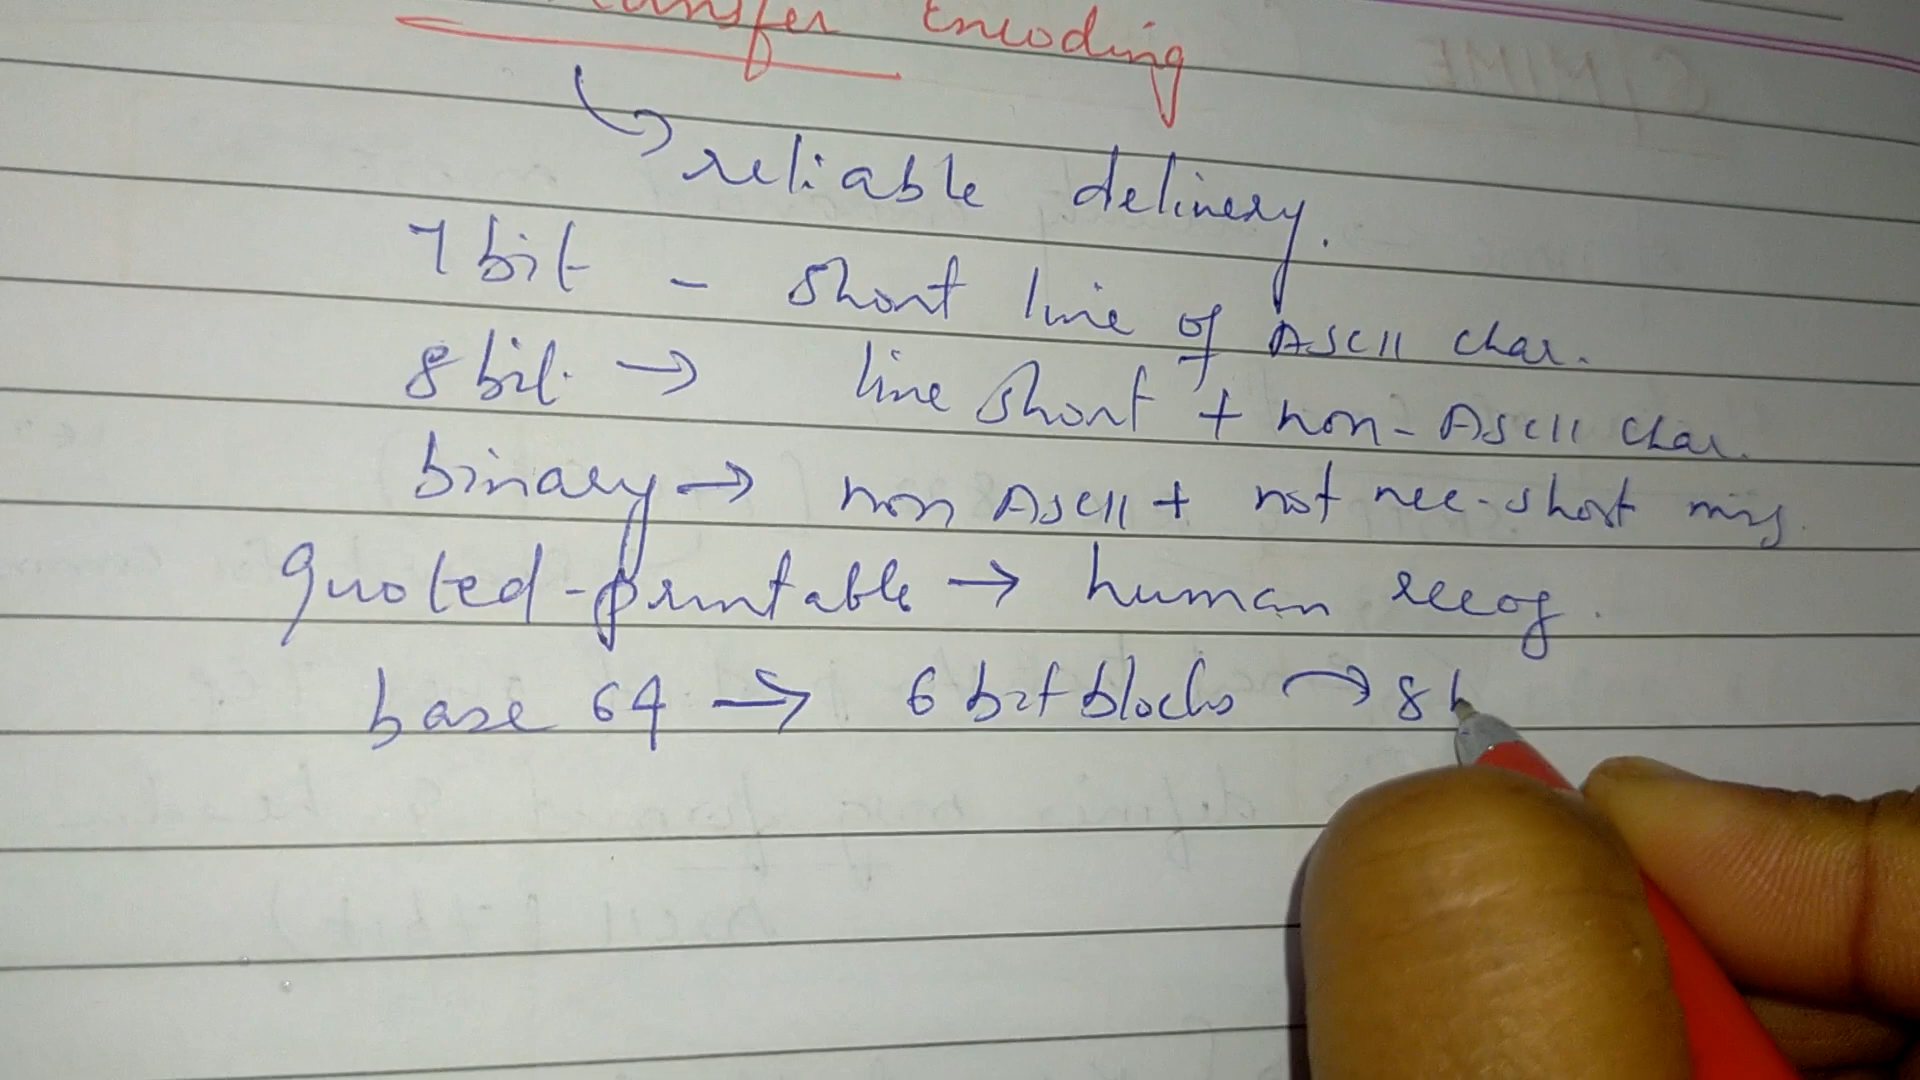 Transfer Encoding
reliable delivery.
7 bit - short line of ASCII char.
8 bit. → line short + non-ASCII char.
binary → non ASCII + not nec-short
quoted-printable → human recog.
base 64 → 6 bit blocks → 8 b
S/MIME